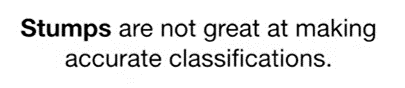 Stumps are not great at making
accurate classifications.